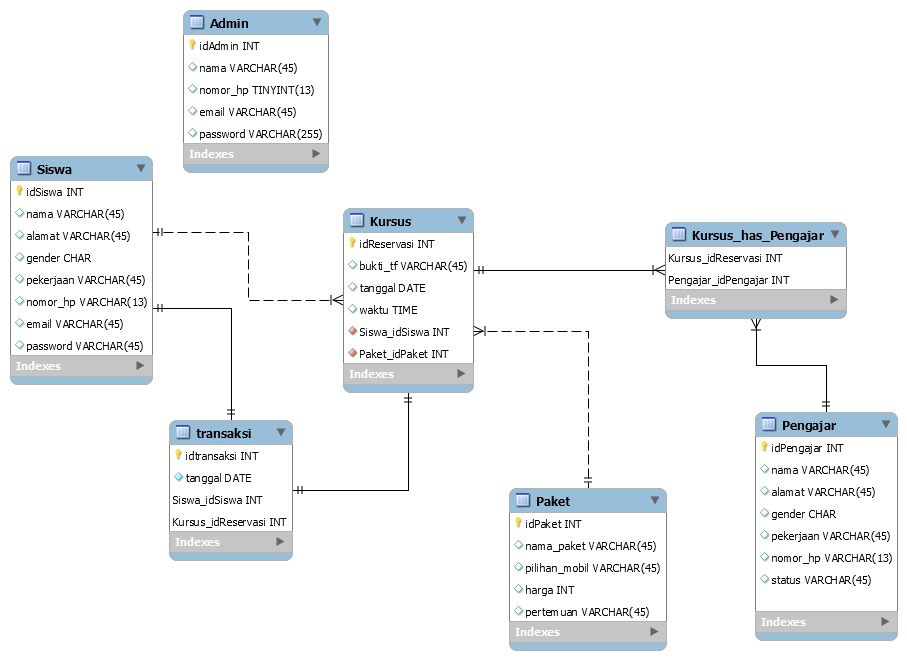 Admin
idAdmin INT
nama VARCHAR(45)
nomor_hp TINYINT(13)
email VARCHAR(45)
password VARCHAR(255)
Indexes
Siswa
idSiswa INT
nama VARCHAR(45)
alamat VARCHAR(45)
gender CHAR
pekerjaan VARCHAR(45)
nomor_hp VARCHAR(13)
email VARCHAR(45)
password VARCHAR(45)
Indexes
Kursus
idReservasi INT
bukti_tf VARCHAR(45)
tanggal DATE
waktu TIME
Siswa_idSiswa INT
Paket_idPaket INT
Indexes
Kursus_has_Pengajar
Kursus_idReservasi INT
Pengajar_idPengajar INT
Indexes
transaksi
idtransaksi INT
tanggal DATE
Siswa_idSiswa INT
Kursus_idReservasi INT
Indexes
Paket
idPaket INT
nama_paket VARCHAR(45)
pilihan_mobil VARCHAR(45)
harga INT
pertemuan VARCHAR(45)
Indexes
Pengajar
idPengajar INT
nama VARCHAR(45)
alamat VARCHAR(45)
gender CHAR
pekerjaan VARCHAR(45)
nomor_hp VARCHAR(13)
status VARCHAR(45)
Indexes